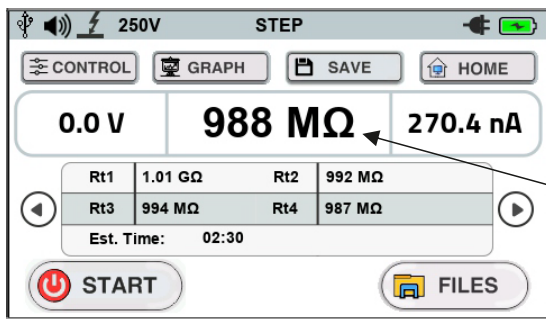 250V STEP
CONTROL GRAPH SAVE HOME
0.0 V 988 MΩ 270.4 nA
Rt1 1.01 GΩ Rt2 992 MΩ
Rt3 994 MΩ Rt4 987 MΩ
Est. Time: 02:30
START FILES